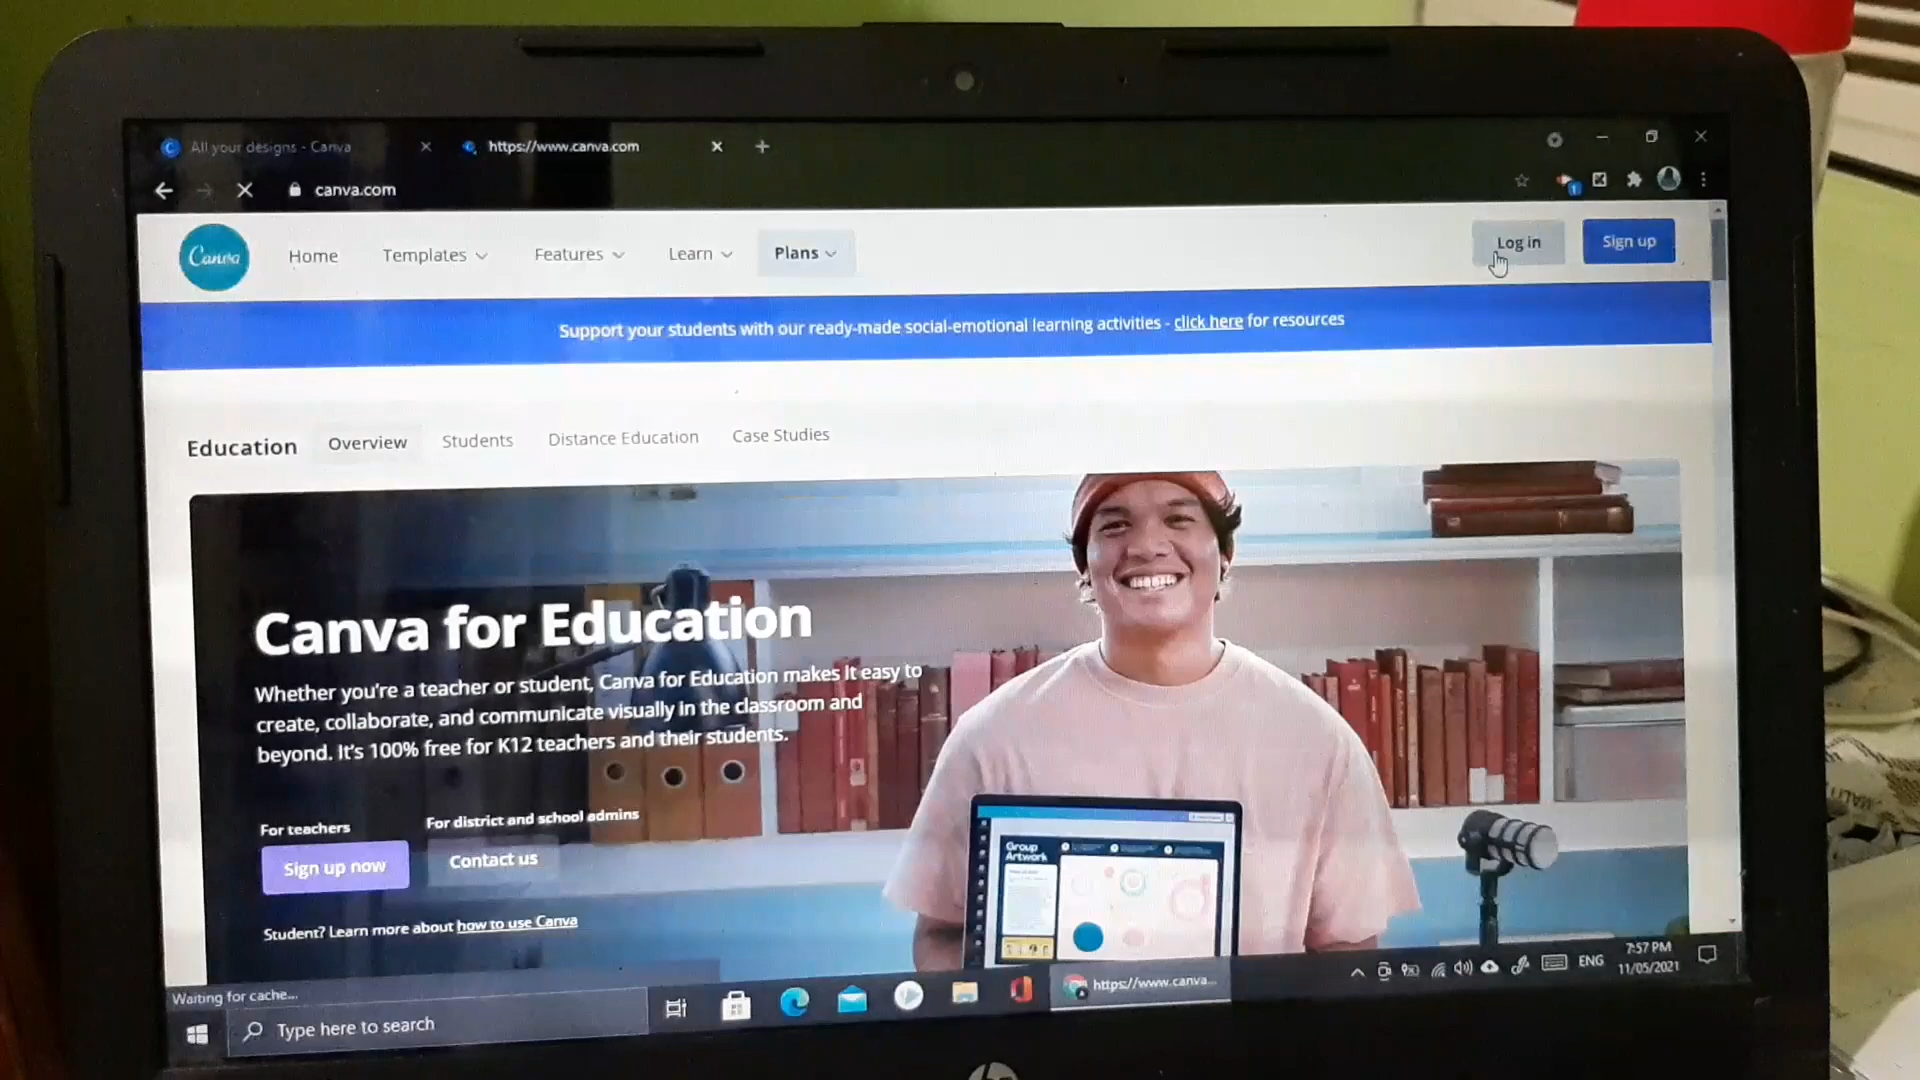 All your designs - Canva
https://www.canva.com
canva.com
Canva
Home
Templates
Features
Learn
Plans
Log in
Sign up
Support your students with our ready-made social-emotional learning activities - click here for resources
Education
Overview
Students
Distance Education
Case Studies
Canva for Education
Whether you're a teacher or student, Canva for Education makes it easy to
create, collaborate, and communicate visually in the classroom and
beyond. It's 100% free for K12 teachers and their students.
For teachers
For district and school admins
Sign up now
Contact us
Student? Learn more about how to use Canva
Group
Artwork
Waiting for cache...
Type here to search
https://www.canva...
ENG
7:57 PM
11/05/2021